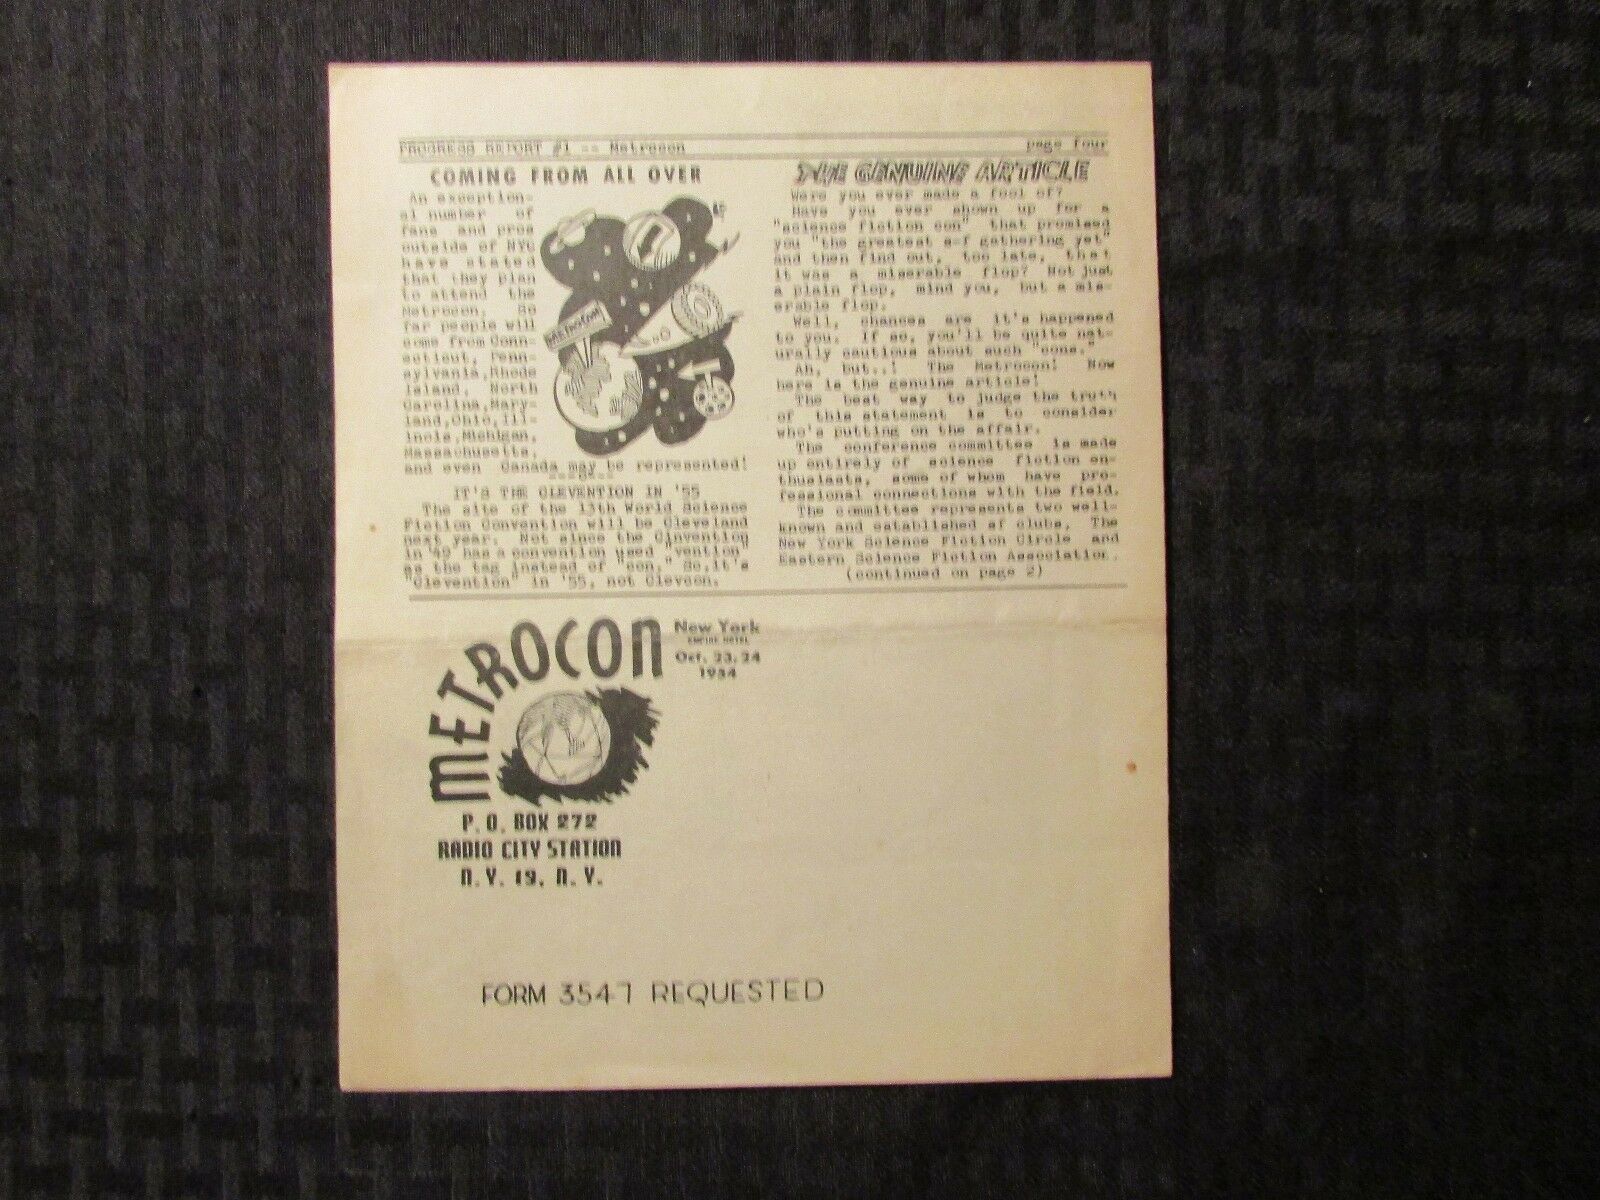 PROGRESS REPORT #1 -- Metrocon page four
COMING FROM ALL OVER
An exception-
al number of
fans and pros
outside of NYC
have stated
that they plan
to attend the
Metrocon. So
far people will
come from Conn-
ecticut, Penn-
sylvania,Rhode
Island, North
Carolina,Mary-
land,Ohio,Ill-
inois,Michigan,
Massachusetts,
and even Canada may be represented!
METROCON
IT'S THE CLEVENTION IN '55
The site of the 13th World Science
Fiction Convention will be Cleveland
next year. Not since the Cinvention
in '49 has a convention used "vention"
as the tag instead of "con." So,it's
"Clevention" in '55, not Clevcon.
THE GENUINE ARTICLE
Were you ever made a fool of?
Have you ever shown up for a
"science fiction con" that promised
you "the greatest s-f gathering yet"
and then find out, too late, that
it was a miserable flop? Not just
a plain flop, mind you, but a mis-
erable flop.
Well, chances are it's happened
to you. If so, you'll be quite nat-
urally cautious about such "cons."
Ah, but..! The Metrocon! Now
here is the genuine article!
The best way to judge the truth
of this statement is to consider
who's putting on the affair.
The conference committee is made
up entirely of science fiction en-
thusiasts, some of whom have pro-
fessional connections with the field.
The committee represents two well-
known and established sf clubs, The
New York Science Fiction Circle and
Eastern Science Fiction Association.
(continued on page 2)
METROCON
New York
EMPIRE HOTEL
Oct. 23.24
1954
P. O. BOX 272
RADIO CITY STATION
N. Y. 19, N. Y.
FORM 3547 REQUESTED